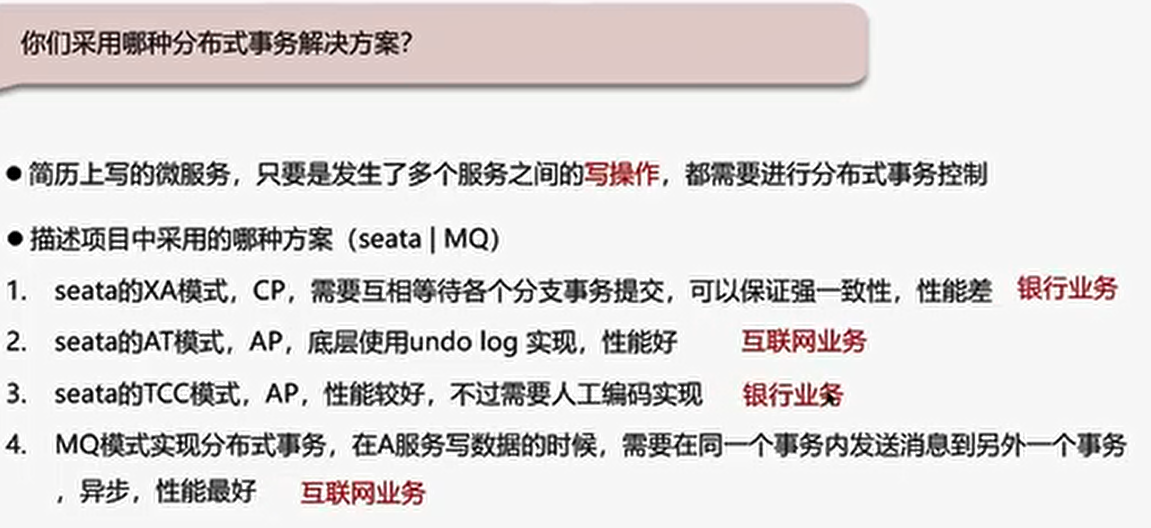 你们采用哪种分布式事务解决方案?
●简历上写的微服务，只要是发生了多个服务之间的写操作，都需要进行分布式事务控制
●描述项目中采用的哪种方案（seata | MQ）
1. seata的XA模式，CP，需要互相等待各个分支事务提交，可以保证强一致性，性能差 银行业务
2. seata的AT模式，AP，底层使用undo log 实现，性能好 互联网业务
3. seata的TCC模式，AP，性能较好，不过需要人工编码实现 银行业务
4. MQ模式实现分布式事务，在A服务写数据的时候，需要在同一个事务内发送消息到另外一个事务
，异步，性能最好 互联网业务